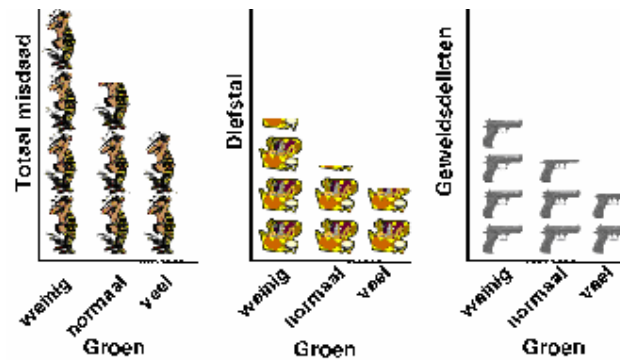 Totaal misdaad
weinig
normaal
veel
Groen
Diefstal
weinig
normaal
veel
Groen
Geweldsdelicten
weinig
normaal
veel
Groen